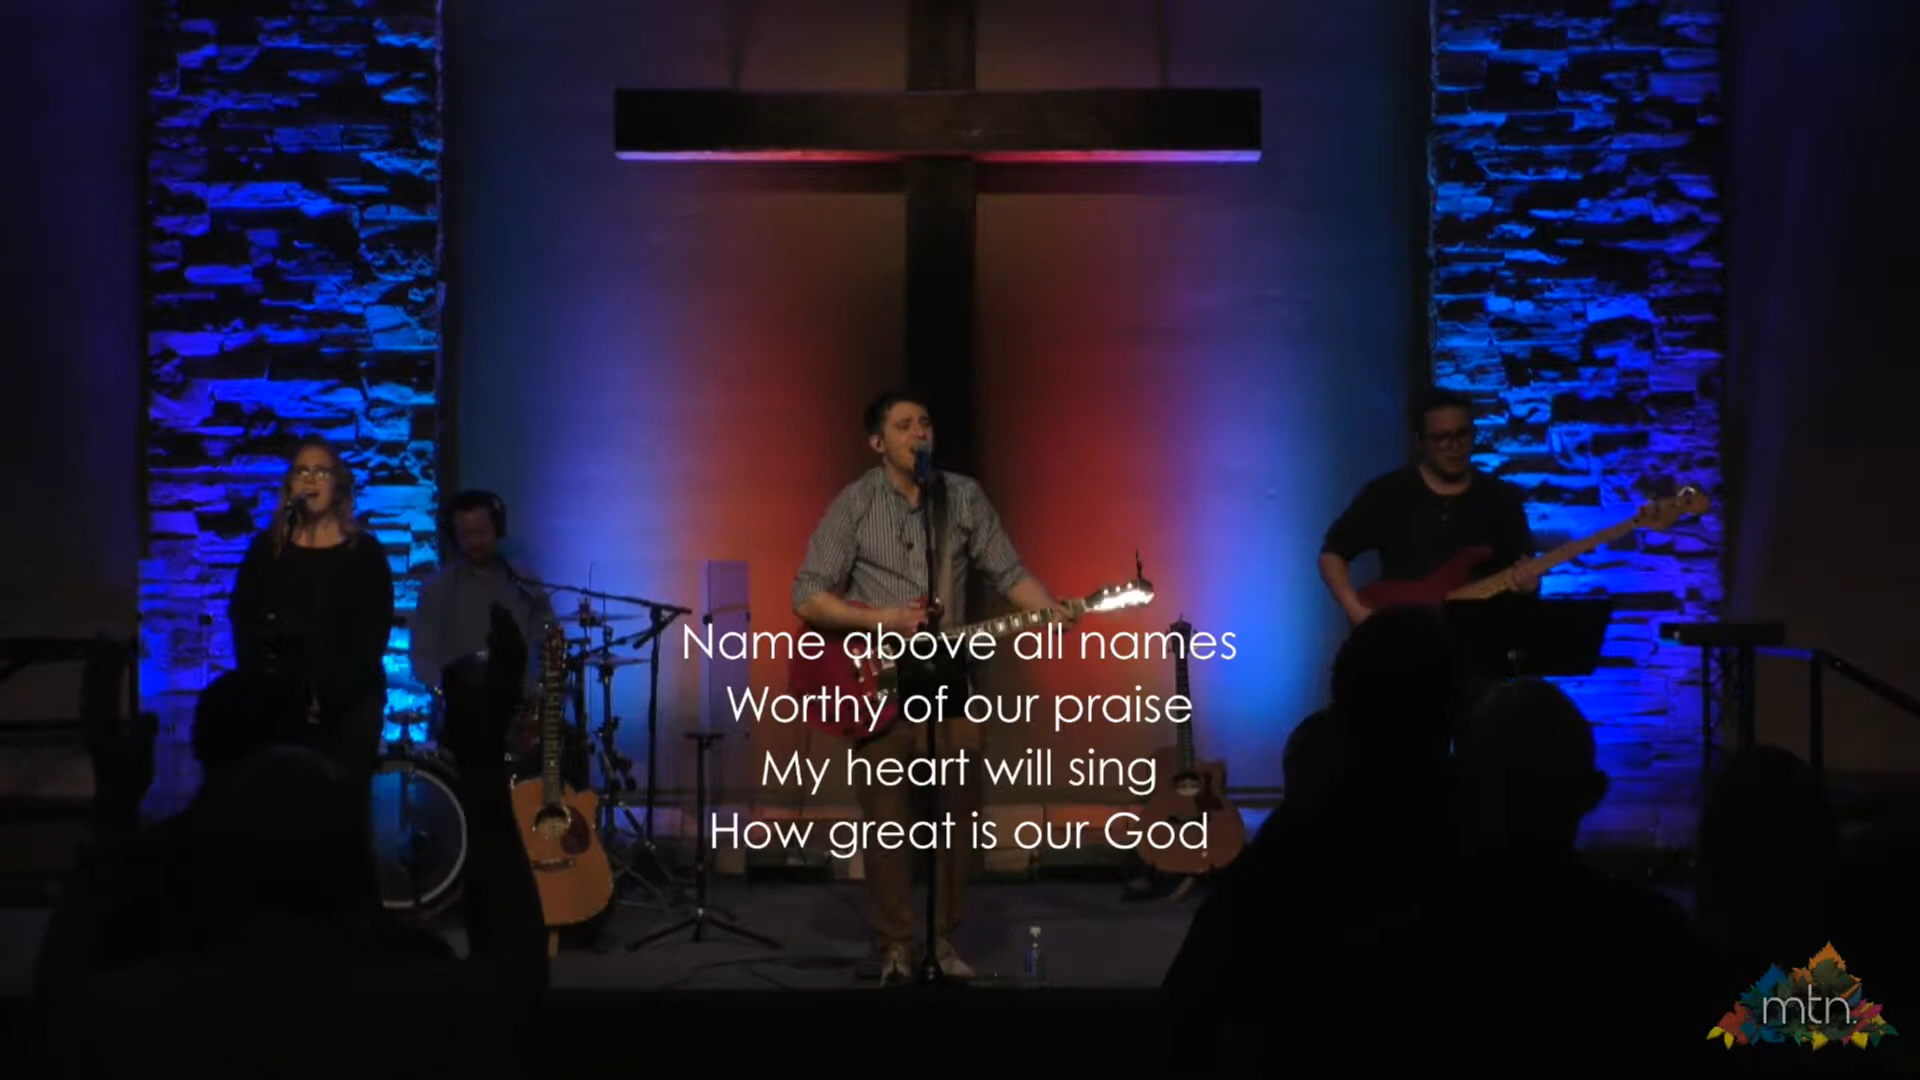 Name above all names
Worthy of our praise
My heart will sing
How great is our God
mtn.